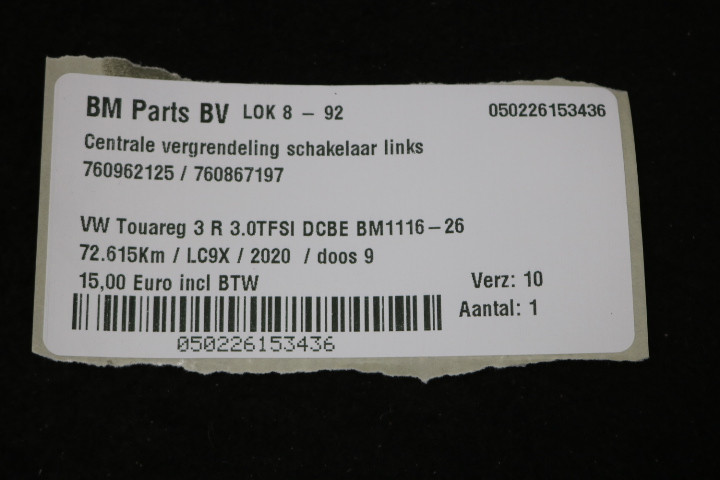 BM Parts BV LOK 8 - 92 050226153436
Centrale vergrendeling schakelaar links
760962125 / 760867197
VW Touareg 3 R 3.0TFSI DCBE BM1116-26
72.615Km / LC9X / 2020 / doos 9
15,00 Euro incl BTW Verz: 10
Aantal: 1
050226153436